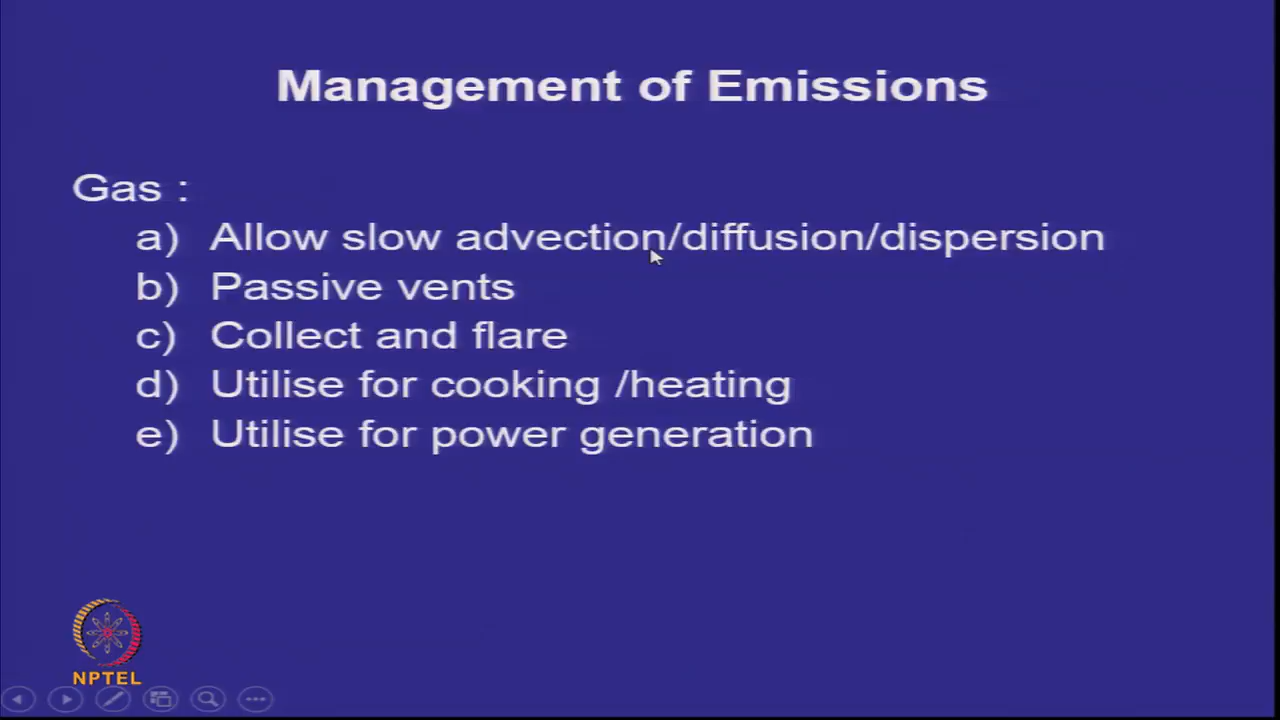 Management of Emissions
Gas :
a) Allow slow advection/diffusion/dispersion
b) Passive vents
c) Collect and flare
d) Utilise for cooking /heating
e) Utilise for power generation
NPTEL